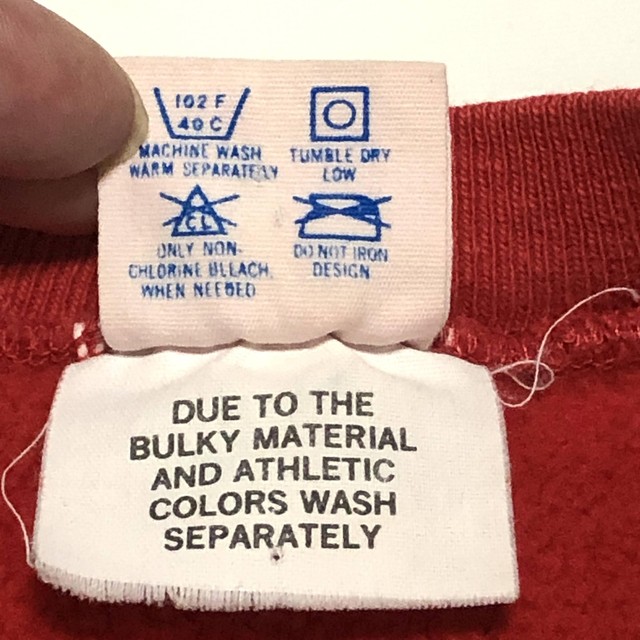 102 F
40 C
MACHINE WASH
WARM SEPARATELY
TUMBLE DRY
LOW
CL
ONLY NON-
CHLORINE BLEACH
WHEN NEEDED
DO NOT IRON
DESIGN
DUE TO THE
BULKY MATERIAL
AND ATHLETIC
COLORS WASH
SEPARATELY